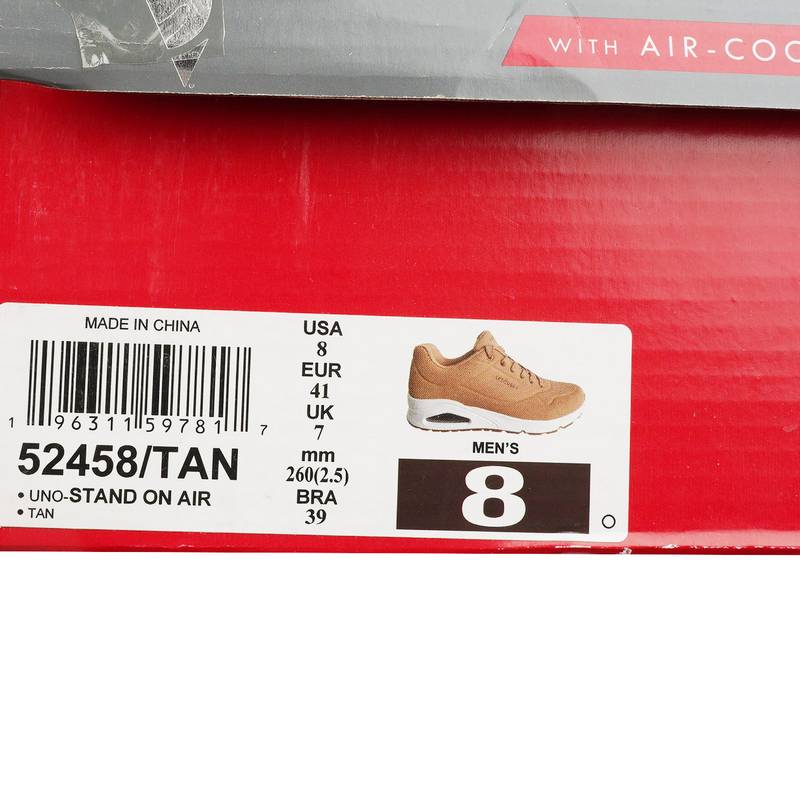 WITH AIR-COO
MADE IN CHINA
1 96311 59781 7
52458/TAN
• UNO-STAND ON AIR
• TAN
USA
8
EUR
41
UK
7
mm
260(2.5)
BRA
39
MEN'S
8